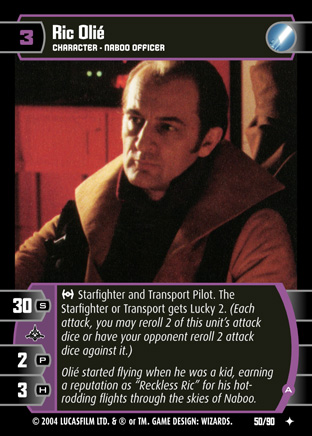 3
Ric Olié
CHARACTER • NABOO OFFICER
30 S
2 P
3 H
Starfighter and Transport Pilot. The
Starfighter or Transport gets Lucky 2. (Each
attack, you may reroll 2 of this unit's attack
dice or have your opponent reroll 2 attack
dice against it.)
Olié started flying when he was a kid, earning
a reputation as "Reckless Ric" for his hot-
rodding flights through the skies of Naboo.
A
© 2004 LUCASFILM LTD. & ® or TM. GAME DESIGN: WIZARDS.
50/90